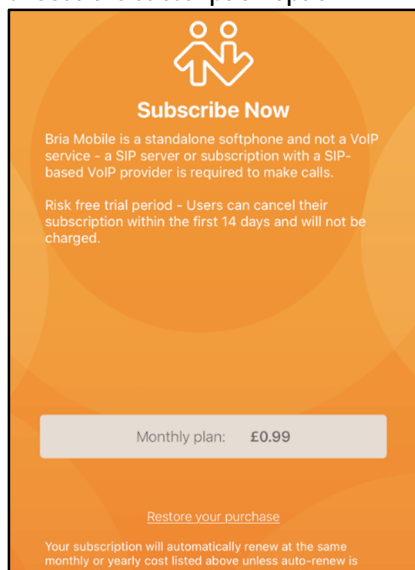 Subscribe Now
Bria Mobile is a standalone softphone and not a VoIP
service - a SIP server or subscription with a SIP-
based VoIP provider is required to make calls.
Risk free trial period - Users can cancel their
subscription within the first 14 days and will not be
charged.
Monthly plan: £0.99
Restore your purchase
Your subscription will automatically renew at the same
monthly or yearly cost listed above unless auto-renew is